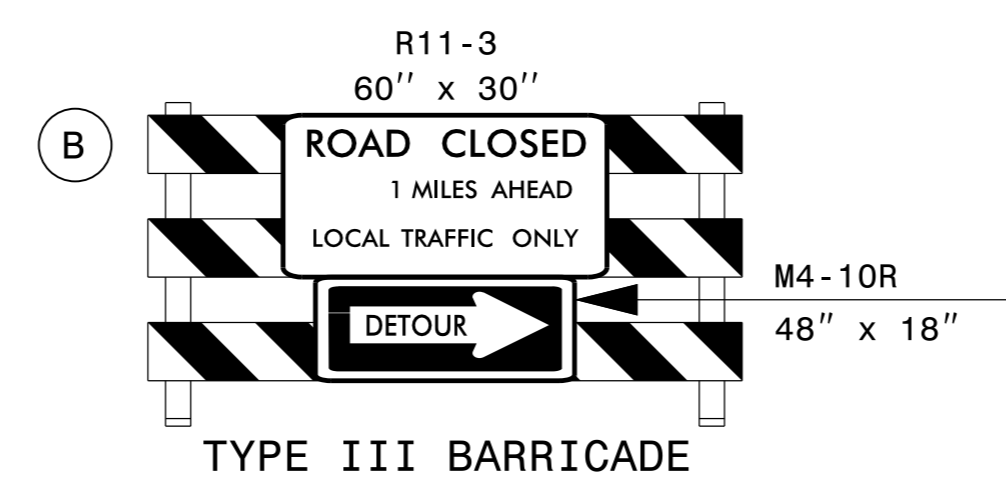 R11-3
60" x 30"
B
ROAD CLOSED
1 MILES AHEAD
LOCAL TRAFFIC ONLY
M4-10R
48" x 18"
DETOUR
TYPE III BARRICADE